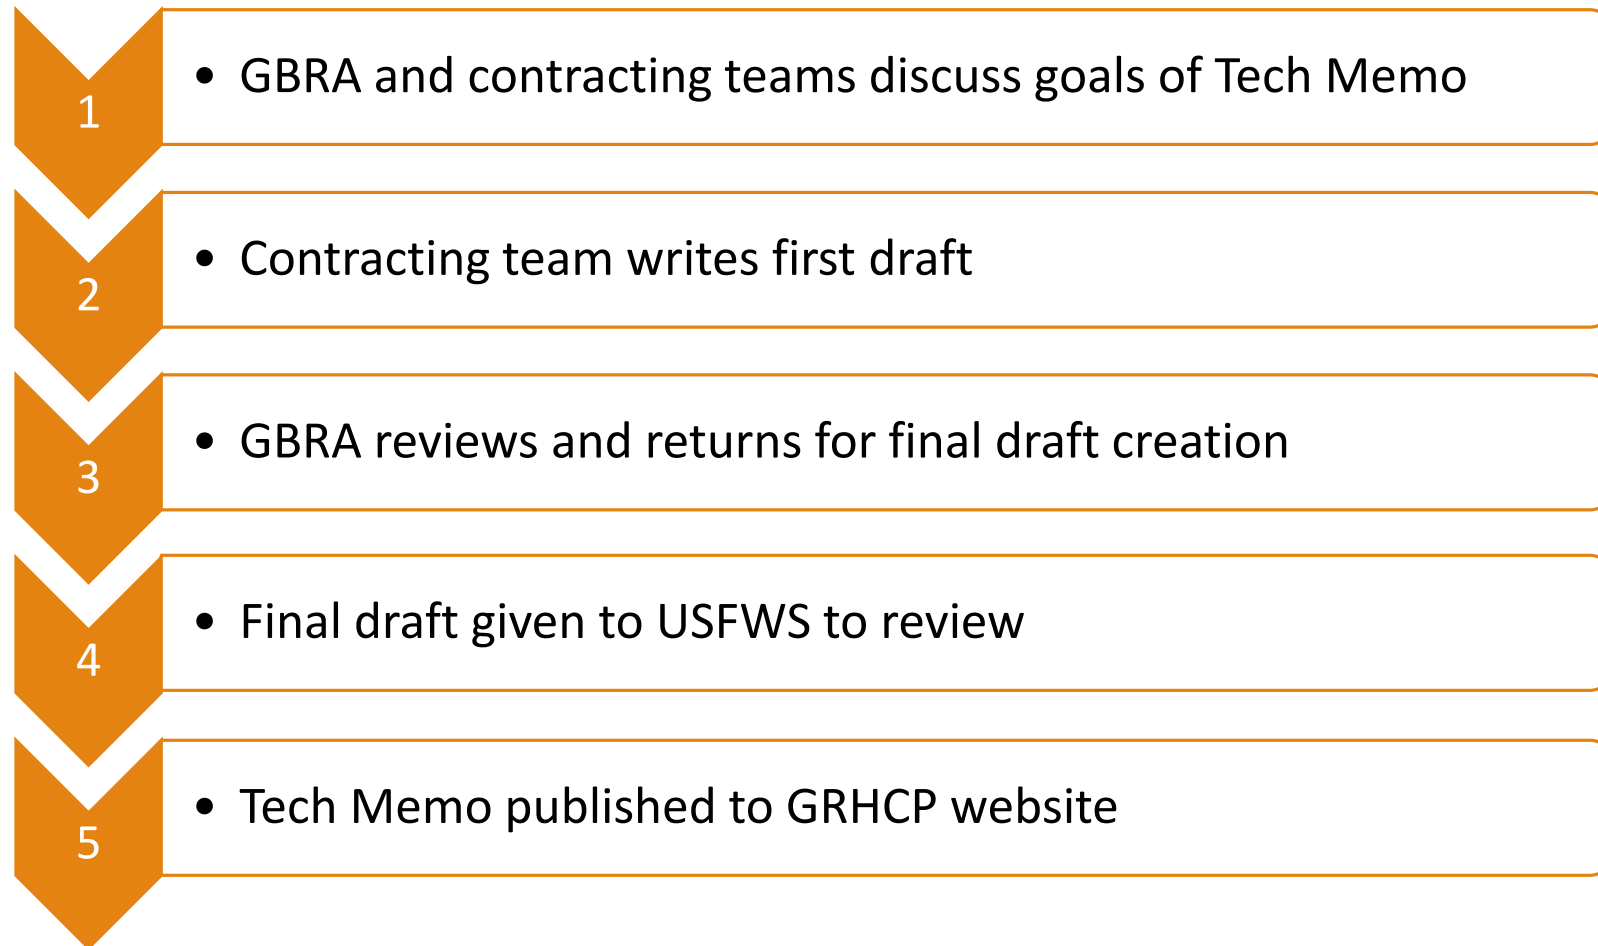 1
• GBRA and contracting teams discuss goals of Tech Memo
2
• Contracting team writes first draft
3
• GBRA reviews and returns for final draft creation
4
• Final draft given to USFWS to review
5
• Tech Memo published to GRHCP website